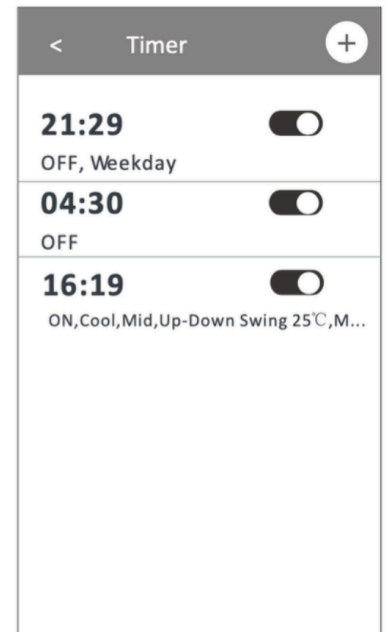 < Timer +
21:29
OFF, Weekday
04:30
OFF
16:19
ON,Cool,Mid,Up-Down Swing 25℃,M...